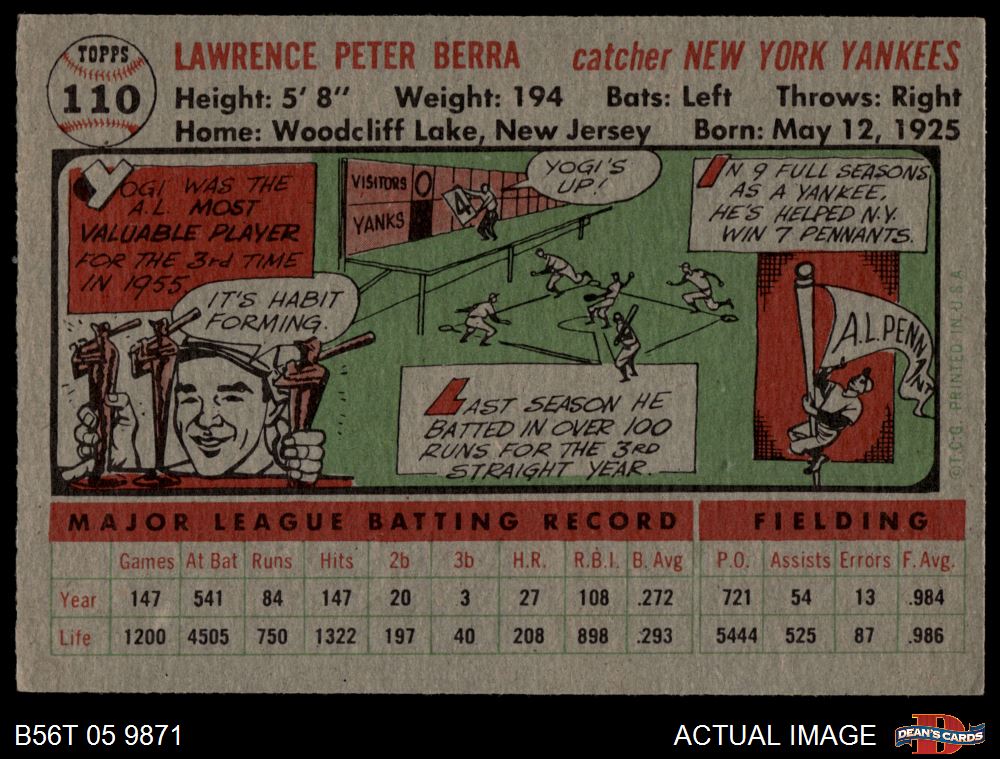 TOPPS
110
LAWRENCE PETER BERRA catcher NEW YORK YANKEES
Height: 5' 8" Weight: 194 Bats: Left Throws: Right
Home: Woodcliff Lake, New Jersey Born: May 12, 1925
YOGI WAS THE
A.L. MOST
VALUABLE PLAYER
FOR THE 3rd TIME
IN 1955
IT'S HABIT
FORMING.
VISITORS 0
YANKS
4
YOGI'S
UP!
LAST SEASON HE
BATTED IN OVER 100
RUNS FOR THE 3RD
STRAIGHT YEAR.
IN 9 FULL SEASONS
AS A YANKEE,
HE'S HELPED N.Y.
WIN 7 PENNANTS.
A.L. PENNANT
©T.C.G. PRINTED IN U.S.A.
MAJOR LEAGUE BATTING RECORD FIELDING
Games At Bat Runs Hits 2b 3b H.R. R.B.I. B. Avg P.O. Assists Errors F. Avg.
Year 147 541 84 147 20 3 27 108 .272 721 54 13 .984
Life 1200 4505 750 1322 197 40 208 898 .293 5444 525 87 .986
B56T 05 9871 ACTUAL IMAGE DEAN'S CARDS